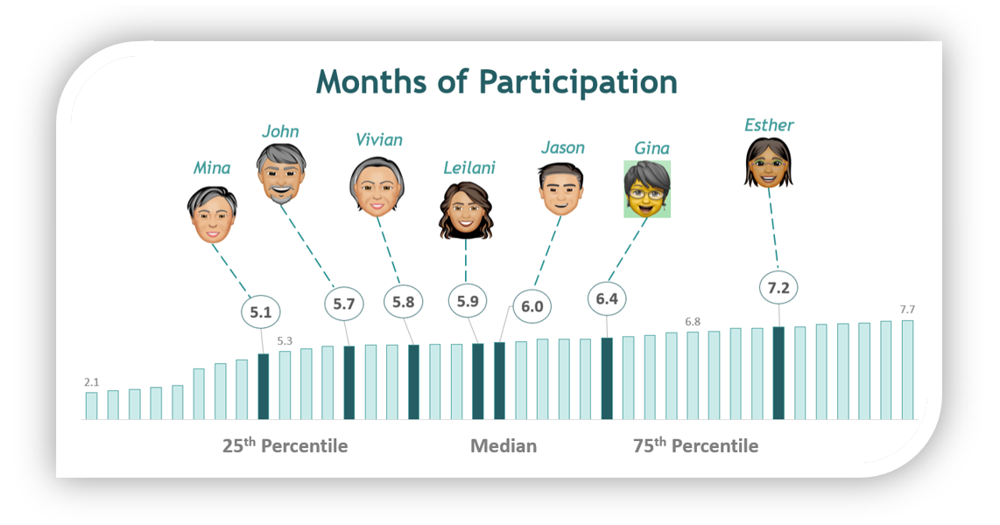 Months of Participation
Mina
John
Vivian
Leilani
Jason
Gina
Esther
5.1
5.7
5.8
5.9
6.0
6.4
7.2
2.1
5.3
6.8
7.7
25th Percentile
Median
75th Percentile